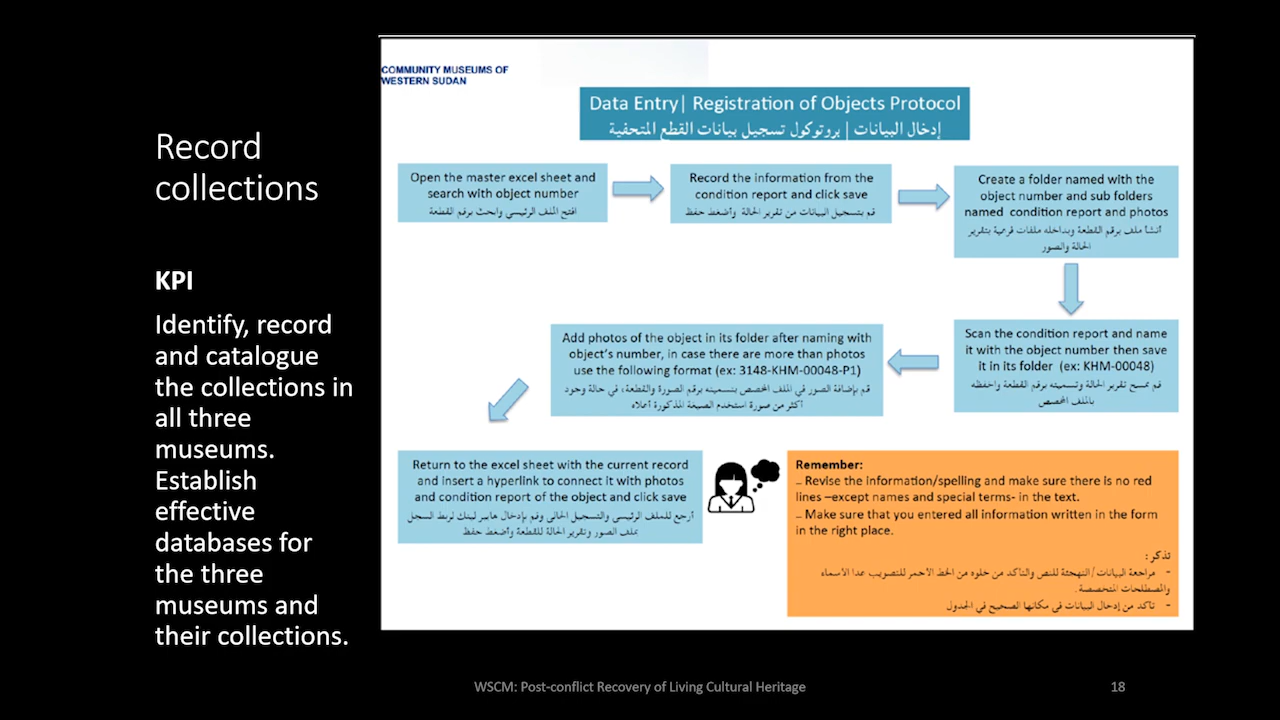 Record
collections
KPI
Identify, record
and catalogue
the collections in
all three
museums.
Establish
effective
databases for
the three
museums and
their collections.
COMMUNITY MUSEUMS OF
WESTERN SUDAN
Data Entry| Registration of Objects Protocol
إدخال البيانات | بروتوكول تسجيل بيانات القطع المتحفية
Open the master excel sheet and
search with object number
افتح الملف الرئيسي وابحث برقم القطعة
Record the information from the
condition report and click save
قم بتسجيل البيانات من تقرير الحالة وأضغط حفظ
Create a folder named with the
object number and sub folders
named condition report and photos
أنشأ ملف برقم القطعة وبداخله ملفات فرعية بتقرير
الحالة والصور
Scan the condition report and name
it with the object number then save
it in its folder (ex: KHM-00048)
قم بمسح تقرير الحالة وتسميته برقم القطعة واحفظه
بالملف المخصص
Add photos of the object in its folder after naming with
object's number, in case there are more than photos
use the following format (ex: 3148-KHM-00048-P1)
قم بإضافة الصور في الملف المخصص بتسميته برقم الصورة والقطعة، في حالة وجود
أكثر من صورة استخدم الصيغة المذكورة أعلاه
Return to the excel sheet with the current record
and insert a hyperlink to connect it with photos
and condition report of the object and click save
أرجع للملف الرئيسي والتسجيل الحالي وقم بإدخال هايبر لينك لربط السجل
بملف الصور وتقرير الحالة للقطعة وأضغط حفظ
Remember:
– Revise the information/spelling and make sure there is no red
lines –except names and special terms- in the text.
– Make sure that you entered all information written in the form
in the right place.
تذكر :
- مراجعة البيانات / التهجئة للنص والتأكد من خلوه من الخط الأحمر للتصويب عدا الاسماء
والمصطلحات المتخصصة.
- تاكد من إدخال البيانات في مكانها الصحيح في الجدول
WSCM: Post-conflict Recovery of Living Cultural Heritage
18